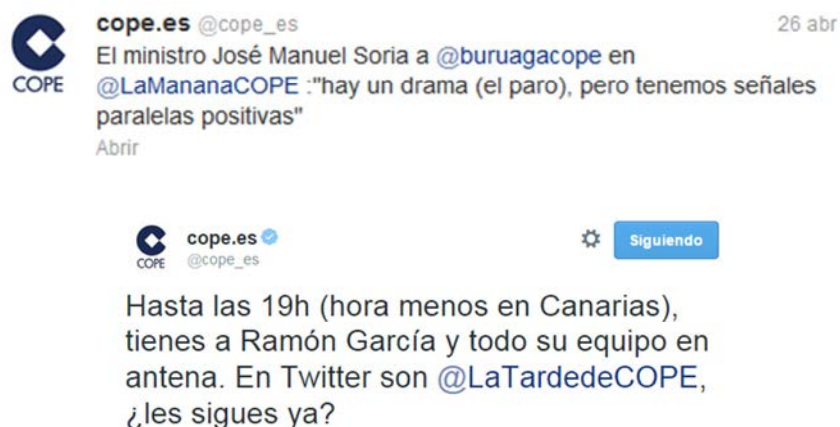 cope.es @cope_es 26 abr
El ministro José Manuel Soria a @buruagacope en
@LaMananaCOPE :"hay un drama (el paro), pero tenemos señales
paralelas positivas"
COPE
Abrir
cope.es Siguiendo
@cope_es
COPE
Hasta las 19h (hora menos en Canarias),
tienes a Ramón García y todo su equipo en
antena. En Twitter son @LaTardedeCOPE,
¿les sigues ya?